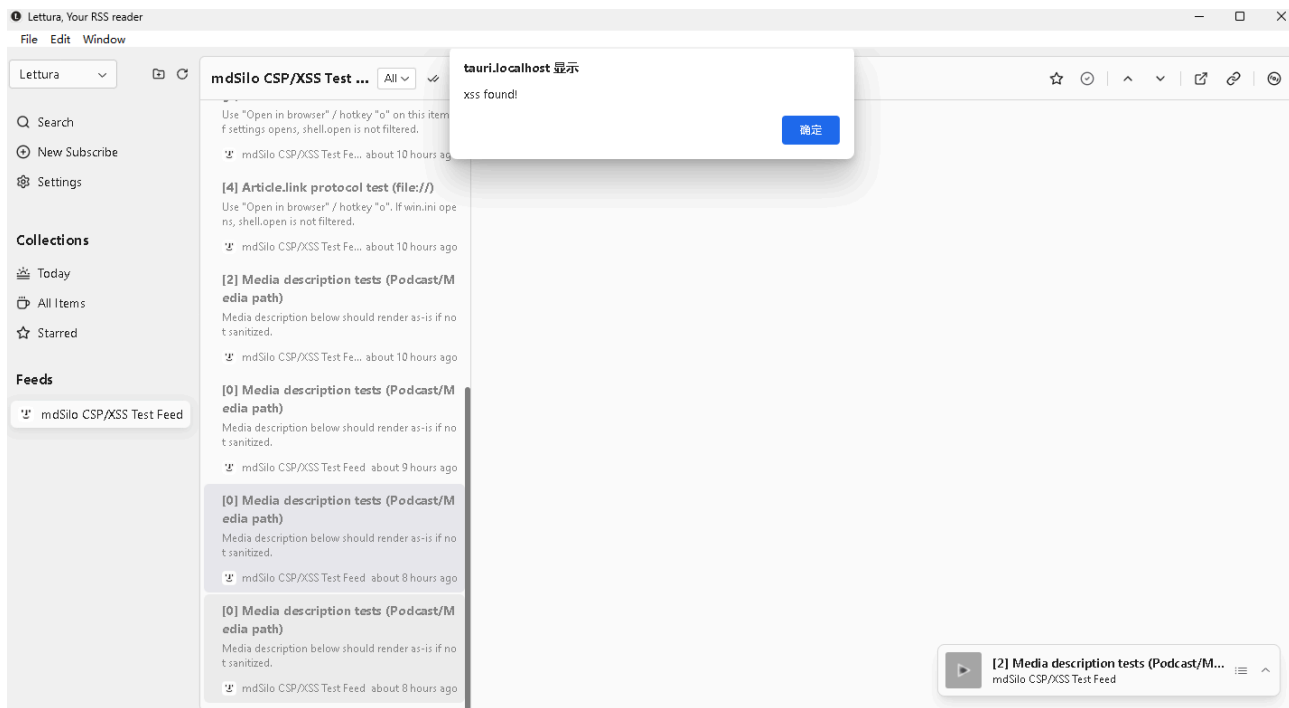 Lettura, Your RSS reader
File Edit Window
Lettura
Search
New Subscribe
Settings
Collections
Today
All Items
Starred
Feeds
mdSilo CSP/XSS Test Feed
mdSilo CSP/XSS Test ...
All
Use "Open in browser" / hotkey "o" on this item
f settings opens, shell.open is not filtered.
mdSilo CSP/XSS Test Fe... about 10 hours ag
[4] Article.link protocol test (file://)
Use "Open in browser" / hotkey "o". If win.ini ope
ns, shell.open is not filtered.
mdSilo CSP/XSS Test Fe... about 10 hours ago
[2] Media description tests (Podcast/M
edia path)
Media description below should render as-is if no
t sanitized.
mdSilo CSP/XSS Test Fe... about 10 hours ago
[0] Media description tests (Podcast/M
edia path)
Media description below should render as-is if no
t sanitized.
mdSilo CSP/XSS Test Feed about 9 hours ago
[0] Media description tests (Podcast/M
edia path)
Media description below should render as-is if no
t sanitized.
mdSilo CSP/XSS Test Feed about 8 hours ago
[0] Media description tests (Podcast/M
edia path)
Media description below should render as-is if no
t sanitized.
mdSilo CSP/XSS Test Feed about 8 hours ago
tauri.localhost 显示
xss found!
确定
[2] Media description tests (Podcast/M...
mdSilo CSP/XSS Test Feed